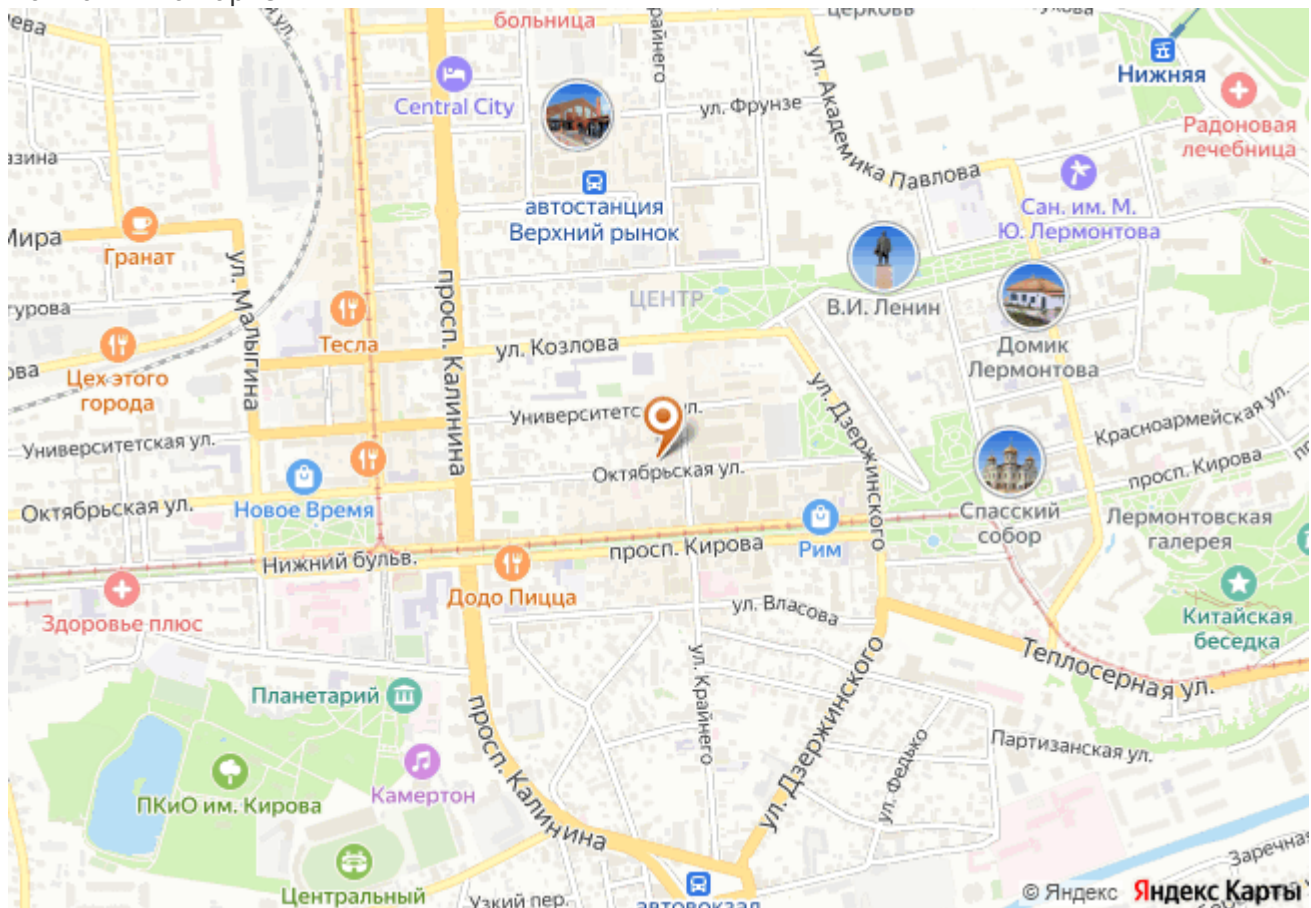 больница
церковь
Нижняя
Central City
ул. Фрунзе
Крайнего
ул. Академика Павлова
Радоновая
лечебница
автостанция
Верхний рынок
Сан. им. М.
Ю. Лермонтова
Мира
Гранат
ул. Малыгина
просп. Калинина
ЦЕНТР
В.И. Ленин
Тесла
ул. Козлова
Домик
Лермонтова
Цех этого
города
ул. Дзержинского
Университетская ул.
Красноармейская ул.
просп. Кирова
Октябрьская ул.
Октябрьская ул.
Новое Время
Спасский
собор
Лермонтовская
галерея
Нижний бульв.
просп. Кирова
Рим
Додо Пицца
Здоровье плюс
ул. Власова
Китайская
беседка
Теплосерная ул.
Планетарий
ул. Крайнего
просп. Калинина
ул. Дзержинского
ул. Федько
Партизанская ул.
Камертон
ПКиО им. Кирова
Центральный
Узкий пер.
автовокзал
© Яндекс Яндекс Карты